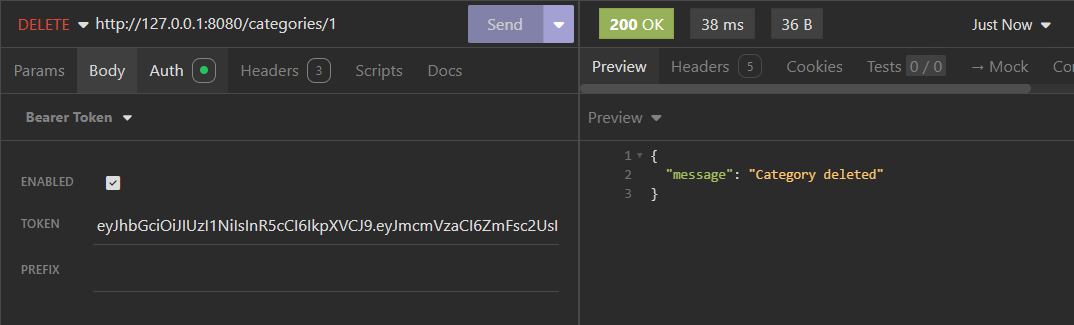 DELETE http://127.0.0.1:8080/categories/1 Send
200 OK 38 ms 36 B Just Now
Params Body Auth Headers 3 Scripts Docs
Preview Headers 5 Cookies Tests 0 / 0 → Mock Co
Bearer Token
Preview
ENABLED
TOKEN eyJhbGciOiJIUzI1NiIsInR5cCI6IkpXVCJ9.eyJmcmVzaCI6ZmFsc2UsI
PREFIX
1 {
2 "message": "Category deleted"
3 }